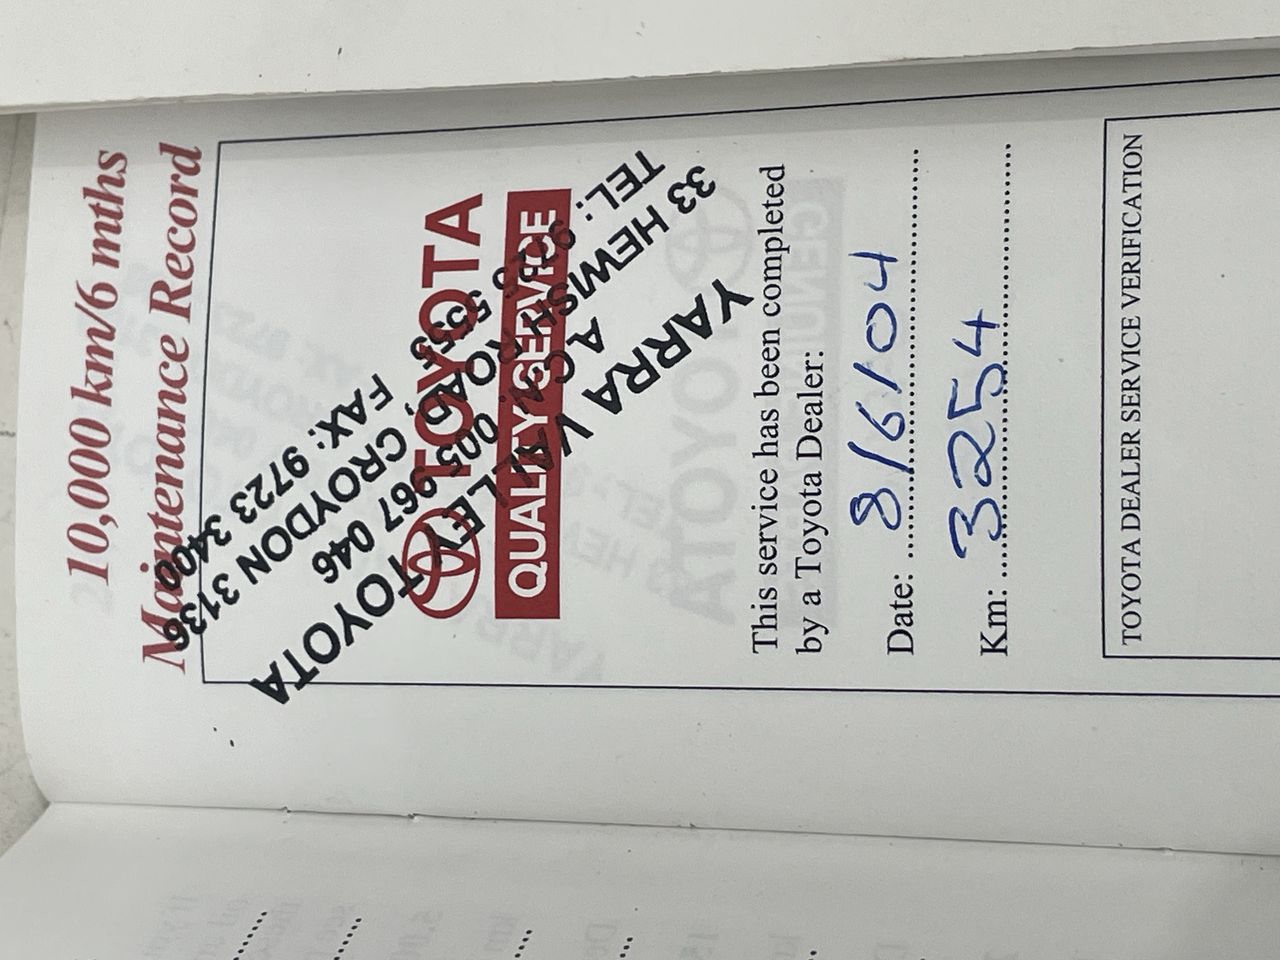 10,000 km/6 mths
Maintenance Record
TOYOTA
QUALITY SERVICE
YARRA VALLEY TOYOTA
A.C.N. 005 967 046
33 HEWISH ROAD, CROYDON 3136
TEL: 9725 5555 FAX: 9723 3400
This service has been completed
by a Toyota Dealer:
Date: 8/6/04
Km: 3254
TOYOTA DEALER SERVICE VERIFICATION